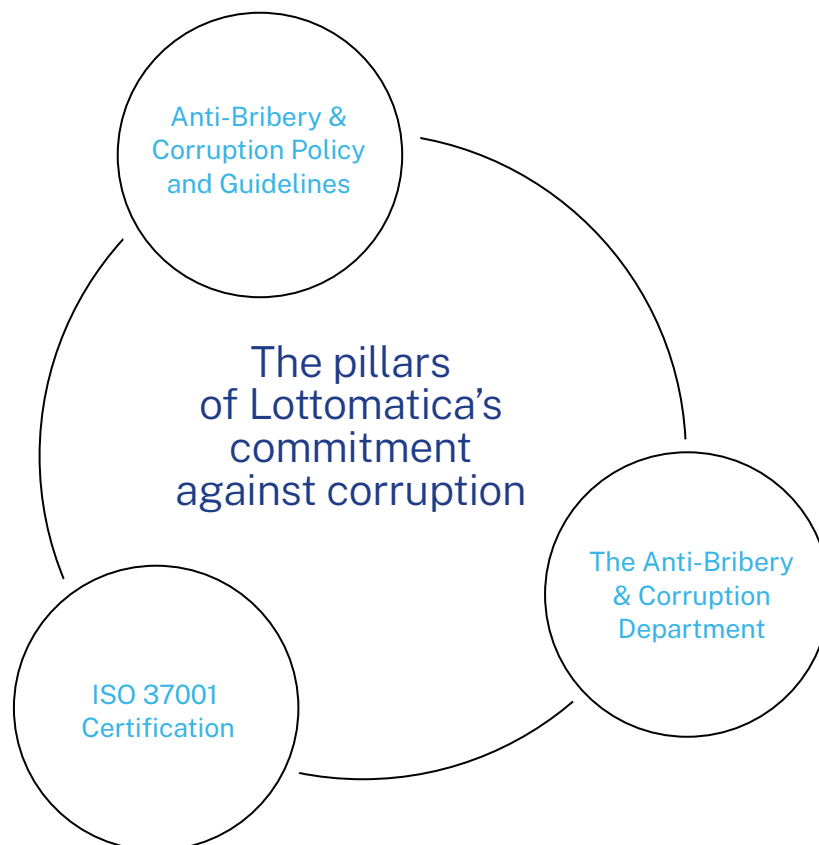 Anti-Bribery &
Corruption Policy
and Guidelines
The pillars
of Lottomatica’s
commitment
against corruption
The Anti-Bribery
& Corruption
Department
ISO 37001
Certification